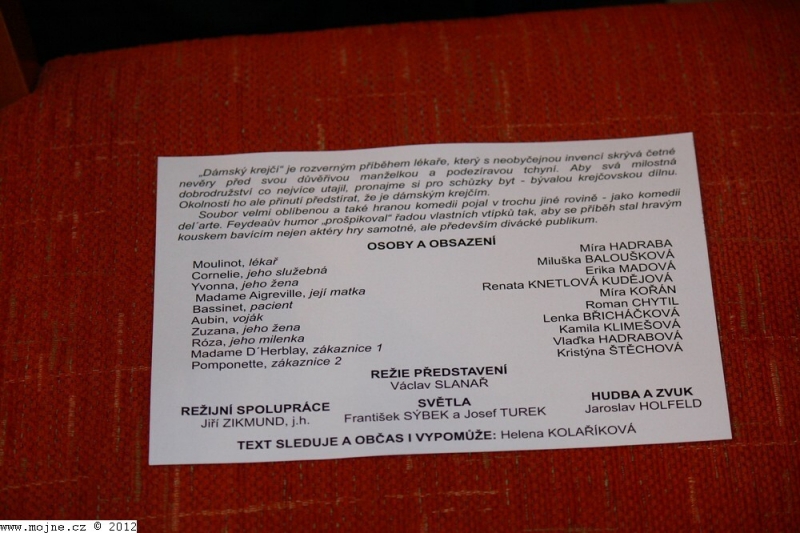 „Dámský krejčí“ je rozverným příběhem lékaře, který s neobyčejnou invencí skrývá četné
nevěry před svou důvěřivou manželkou a podezíravou tchyní. Aby svá milostná
dobrodružství co nejvíce utajil, pronajme si pro schůzky byt - bývalou krejčovskou dílnu.
Okolnosti ho ale přinutí předstírat, že je dámským krejčím.
Soubor velmi oblíbenou a také hranou komedii pojal v trochu jiné rovině - jako komedii
del´arte. Feydeaův humor „prošpikoval“ řadou vlastních vtípků tak, aby se příběh stal hravým
kouskem bavícím nejen aktéry hry samotné, ale především divácké publikum.
OSOBY A OBSAZENÍ
Moulinot, lékař Míra HADRABA
Cornelie, jeho služebná Miluška BALOUŠKOVÁ
Yvonna, jeho žena Erika MADOVÁ
Madame Aigreville, její matka Renata KNETLOVÁ KUDĚJOVÁ
Bassinet, pacient Míra KOŘÁN
Aubin, voják Roman CHYTIL
Zuzana, jeho žena Lenka BŘICHÁČKOVÁ
Róza, jeho milenka Kamila KLIMEŠOVÁ
Madame D´Herblay, zákaznice 1 Vlaďka HADRABOVÁ
Pomponette, zákaznice 2 Kristýna ŠTĚCHOVÁ
REŽIE PŘEDSTAVENÍ
Václav SLANAŘ
REŽIJNÍ SPOLUPRÁCE SVĚTLA HUDBA A ZVUK
Jiří ZIKMUND, j.h. František SÝBEK a Josef TUREK Jaroslav HOLFELD
TEXT SLEDUJE A OBČAS I VYPOMŮŽE: Helena KOLAŘÍKOVÁ
www.mojne.cz © 2012